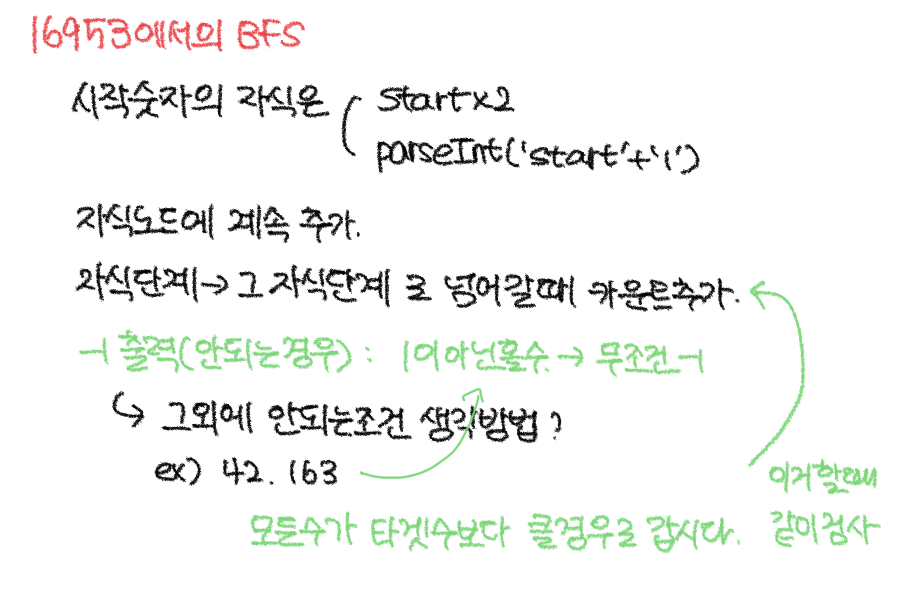 16953에서의 BFS
시작숫자의 자식은 startx2
parseInt('start'+'1')
자식노드에 계속 추가.
자식단계→그자식단계 로 넘어갈때 카운트추가.
-1 출력(안되는경우) : 1이아닌홀수. → 무조건 -1
그외에 안되는조건 생각방법?
ex) 42. 163
이거할때
같이검사
모든수가 타겟수보다 클경우로 갑시다.